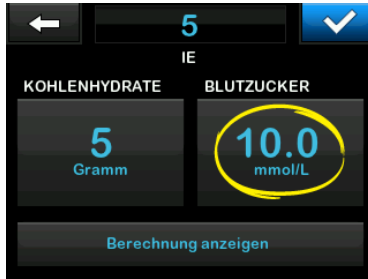 5
IE
KOHLENHYDRATE BLUTZUCKER
5 10.0
Gramm mmol/L
Berechnung anzeigen